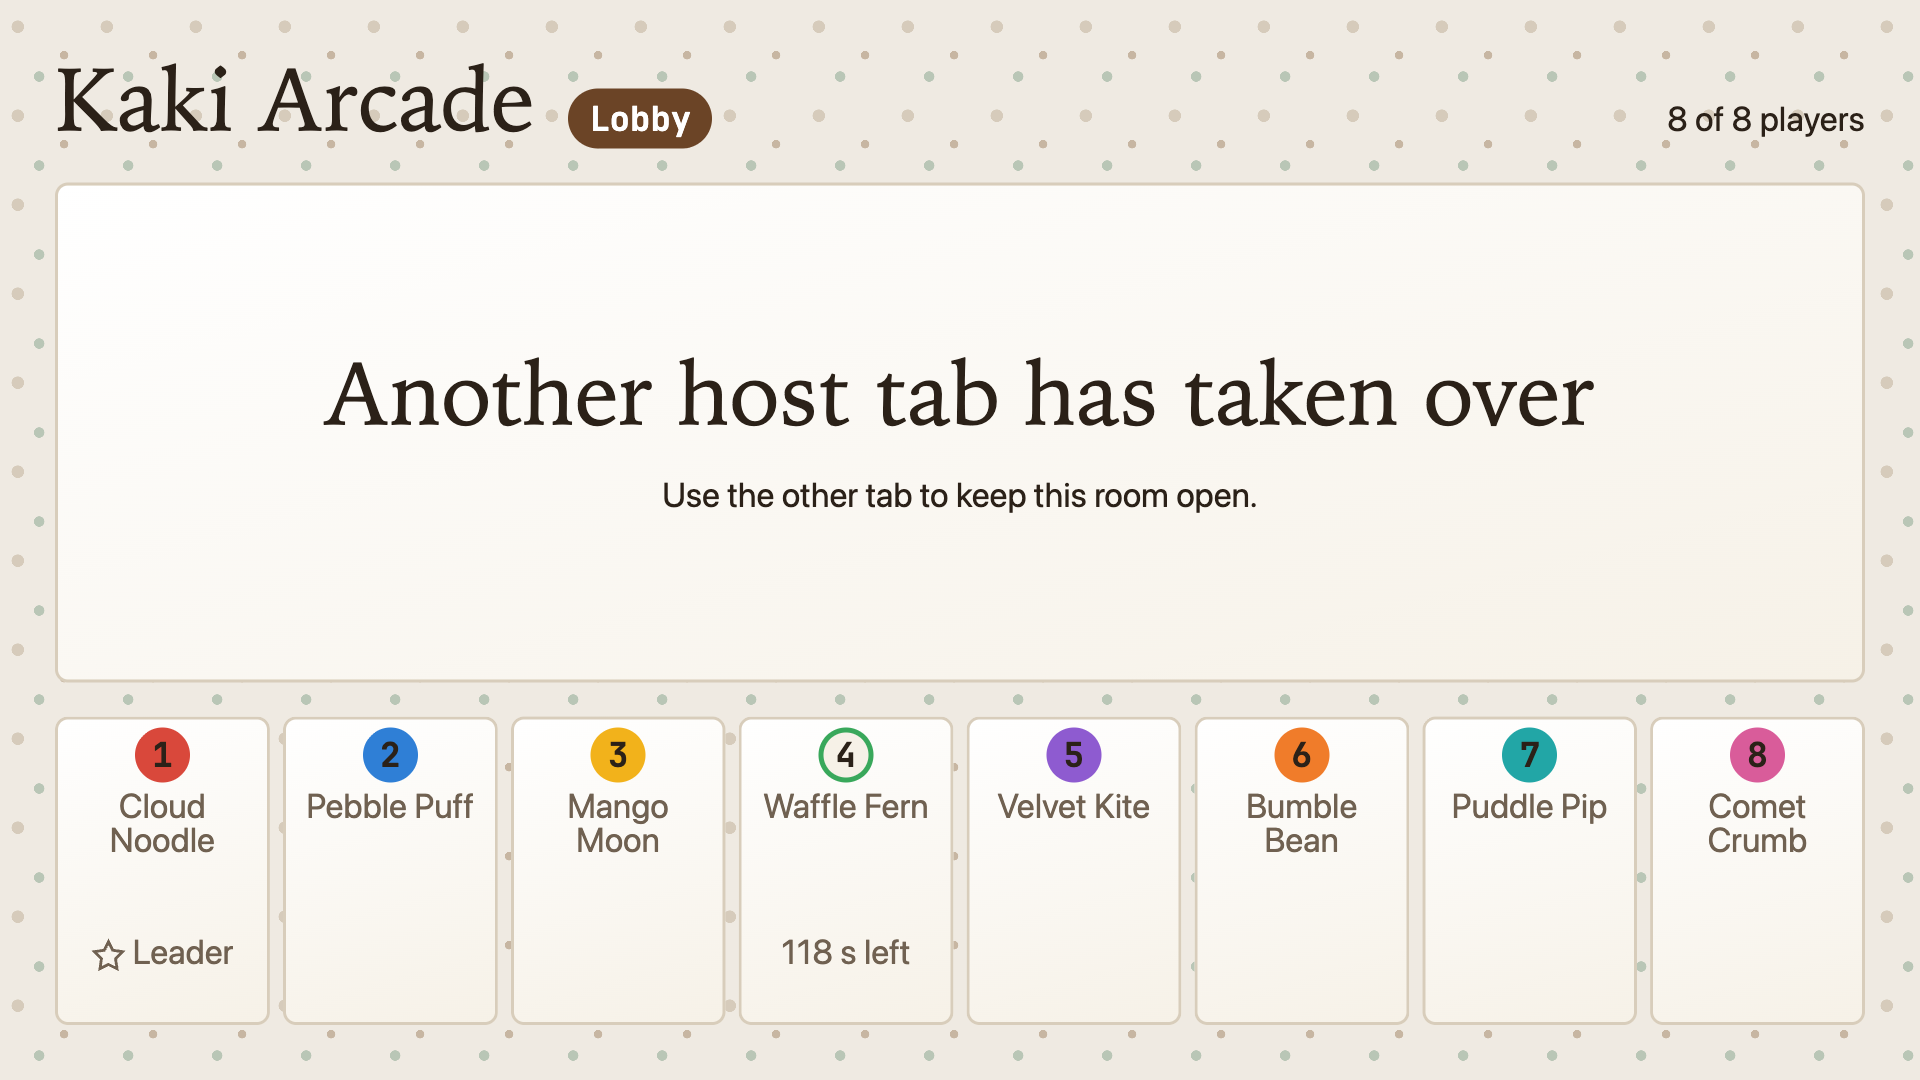 Kaki Arcade
Lobby
8 of 8 players
Another host tab has taken over
Use the other tab to keep this room open.
1
Cloud
Noodle
Leader
2
Pebble Puff
3
Mango
Moon
4
Waffle Fern
118 s left
5
Velvet Kite
6
Bumble
Bean
7
Puddle Pip
8
Comet
Crumb